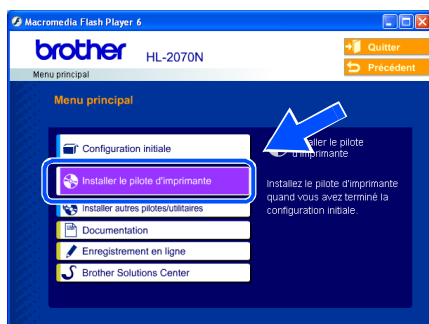 Macromedia Flash Player 6
brother
HL-2070N
Quitter
Précédent
Menu principal
Menu principal
Configuration initiale
Installer le pilote d'imprimante
Installer autres pilotes/utilitaires
Documentation
Enregistrement en ligne
Brother Solutions Center
le pilote
d'imprimante
Installez le pilote d'imprimante
quand vous avez terminé la
configuration initiale.